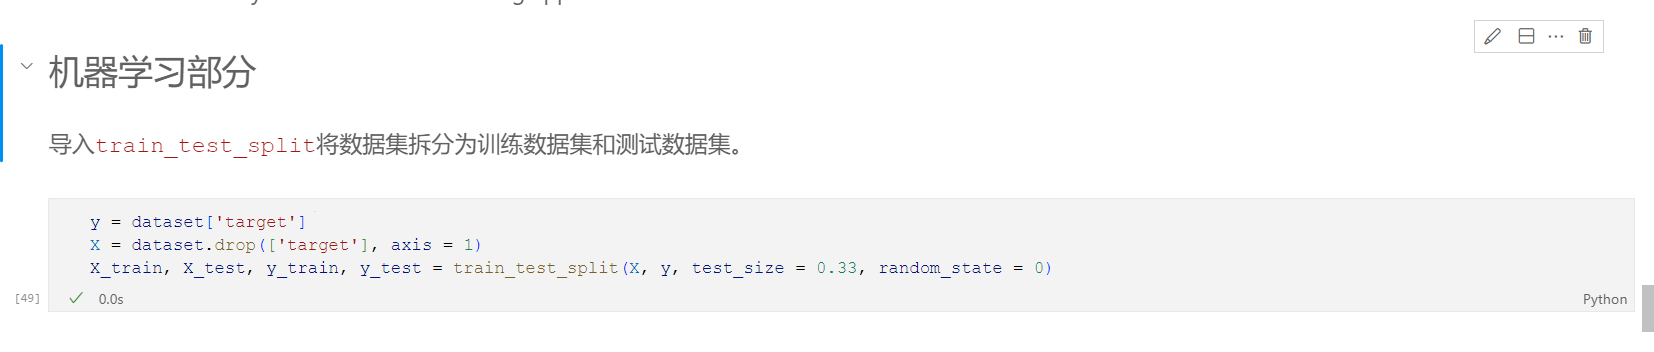 机器学习部分
导入train_test_split将数据集拆分为训练数据集和测试数据集。
y = dataset['target']
X = dataset.drop(['target'], axis = 1)
X_train, X_test, y_train, y_test = train_test_split(X, y, test_size = 0.33, random_state = 0)
[49]
0.0s
Python